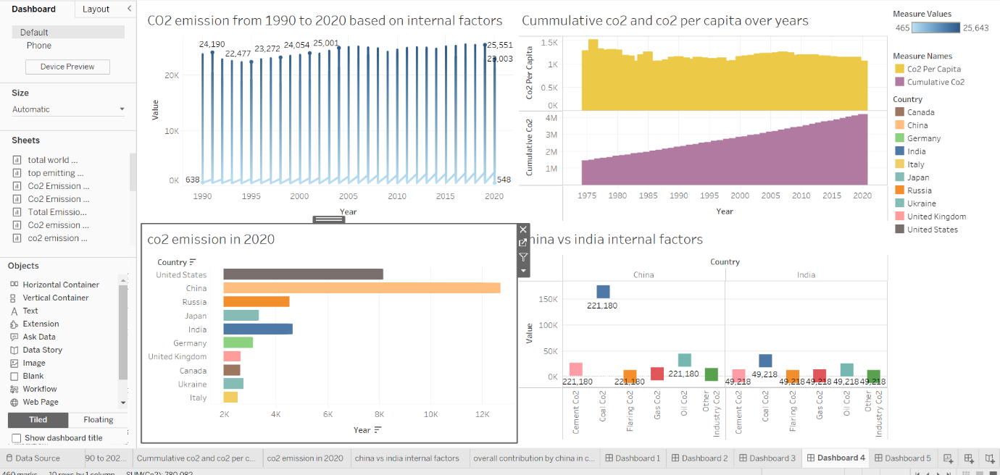 Dashboard
Layout
Default
Phone
Device Preview
Size
Automatic
Sheets
total world ...
top emitting ...
Co2 Emission ...
Co2 Emission ...
Total Emissio...
Co2 emission ...
co2 emission ...
Objects
Horizontal Container
Vertical Container
Text
Extension
Ask Data
Data Story
Image
Blank
Workflow
Web Page
Tiled
Floating
Show dashboard title
CO2 emission from 1990 to 2020 based on internal factors
Value
20K
10K
0K
24,190
22,477
23,272
24,054
25,001
25,551
23,003
638
548
1990
1995
2000
2005
2010
2015
2020
Year
Cummulative co2 and co2 per capita over years
Co2 Per Capita
1.5K
1K
0.5K
0K
Cumulative Co2
4M
3M
2M
1M
1975
1980
1985
1990
1995
2000
2005
2010
2015
2020
Year
co2 emission in 2020
Country
United States
China
Russia
Japan
India
Germany
United Kingdom
Canada
Ukraine
Italy
2K
4K
6K
8K
10K
12K
Year
hina vs india internal factors
Country
China
India
Value
150K
100K
50K
0K
221,180
221,180
221,180
221,180
49,218
49,218
49,218
49,218
49,218
49,218
Cement Co2
Coal Co2
Flaring Co2
Gas Co2
Oil Co2
Other
Industry Co2
Cement Co2
Coal Co2
Flaring Co2
Gas Co2
Oil Co2
Other
Industry Co2
Measure Values
465
25,643
Measure Names
Co2 Per Capita
Cumulative Co2
Country
Canada
China
Germany
India
Italy
Japan
Russia
Ukraine
United Kingdom
United States
Data Source
90 to 202...
Cummulative co2 and co2 per c...
co2 emission in 2020
china vs india internal factors
overall contribution by china in c...
Dashboard 1
Dashboard 2
Dashboard 3
Dashboard 4
Dashboard 5
460 marks
10 rows by 1 column
SUM(Co2): 780,082